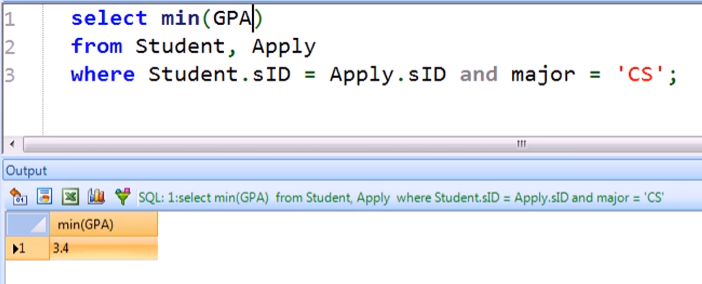 1 select min(GPA)
2 from Student, Apply
3 where Student.sID = Apply.sID and major = 'CS';
Output
SQL: 1:select min(GPA) from Student, Apply where Student.sID = Apply.sID and major = 'CS'
min(GPA)
1 3.4